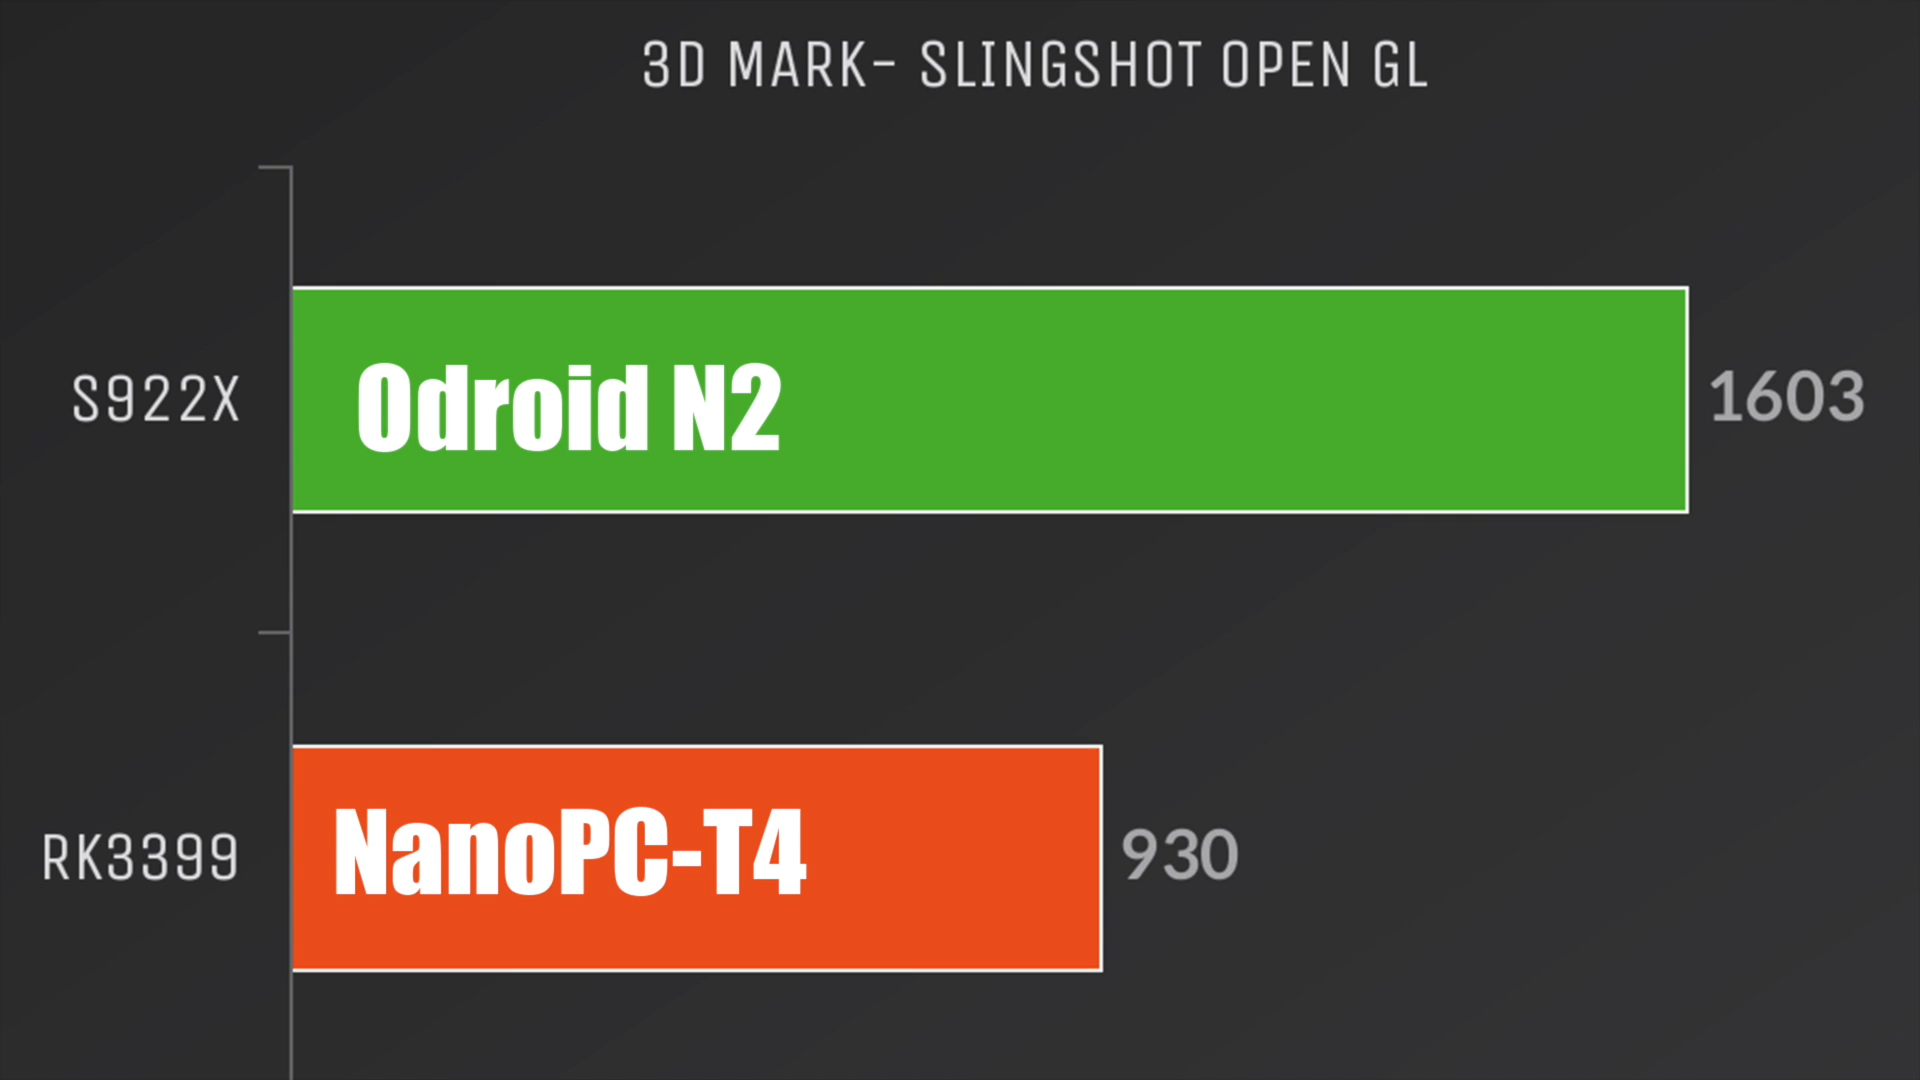 3D MARK- SLINGSHOT OPEN GL
S922X
Odroid N2
1603
RK3399
NanoPC-T4
930